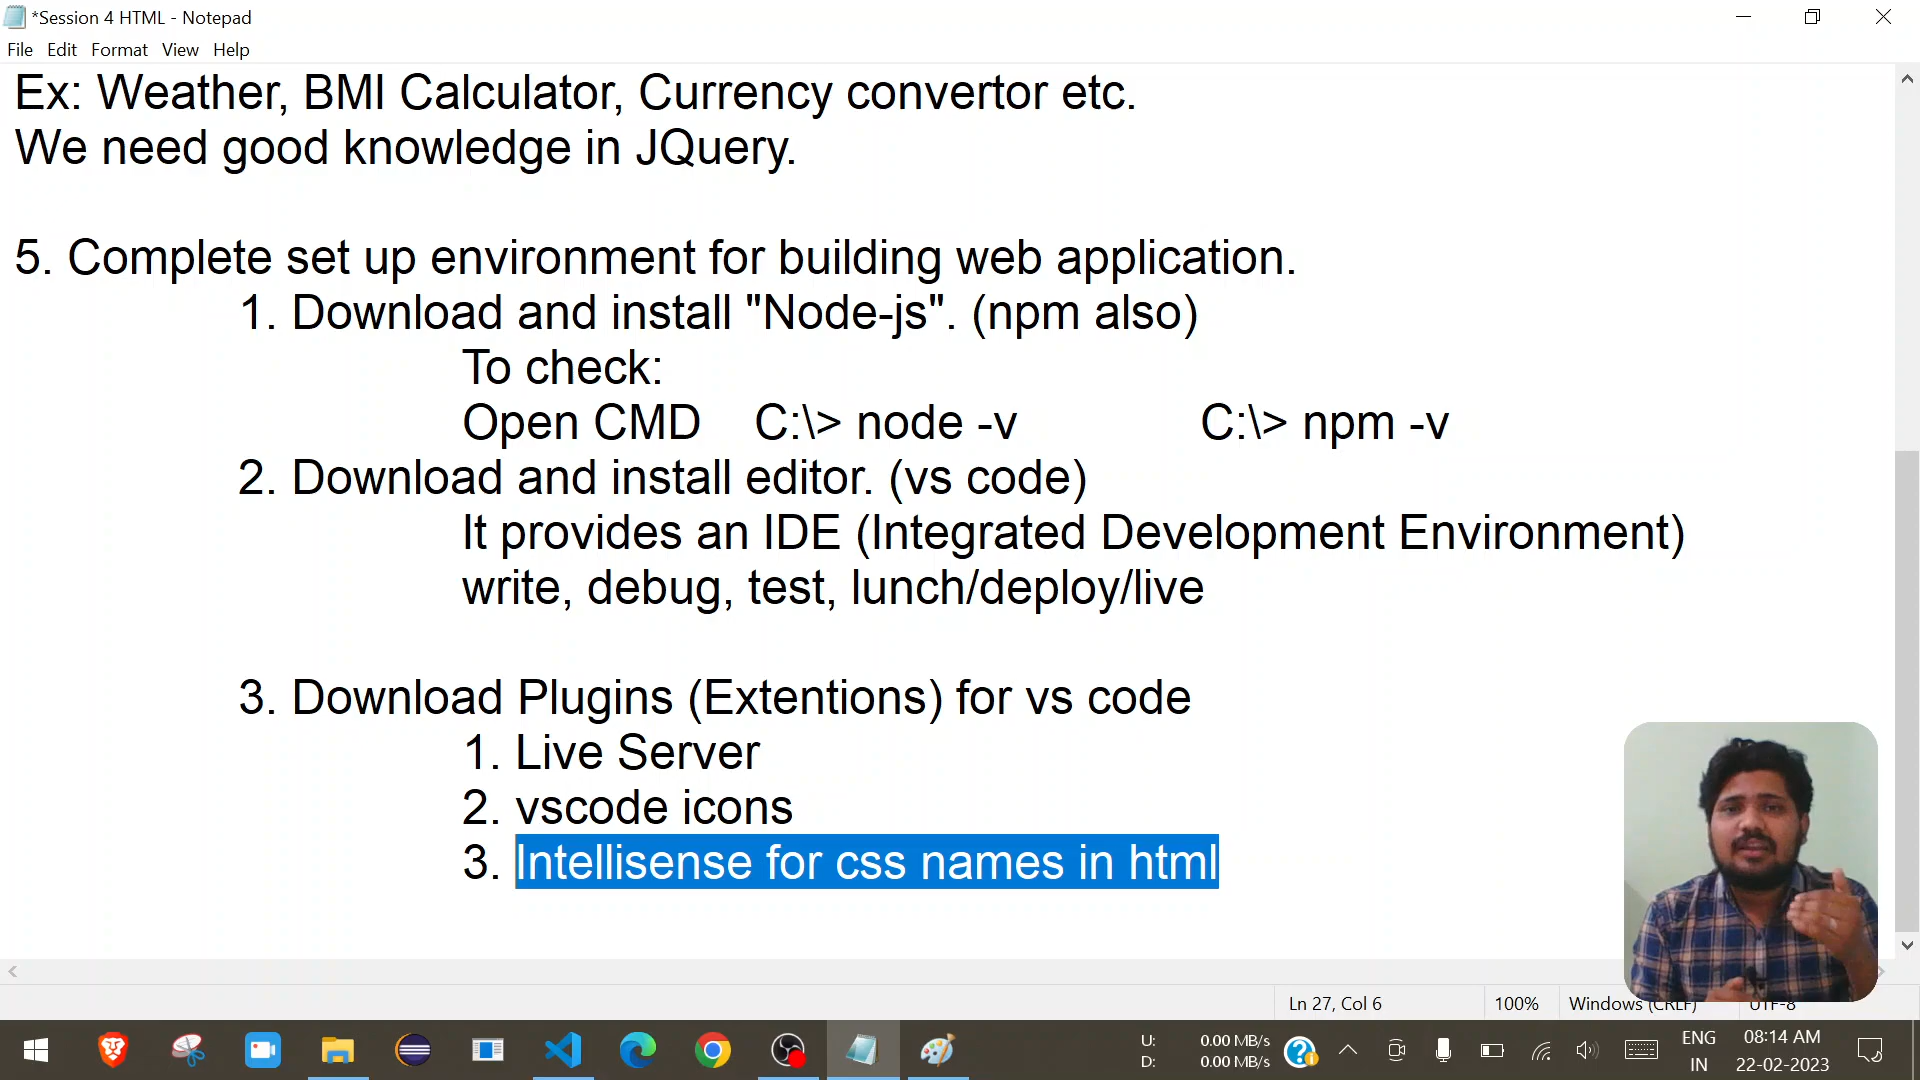 *Session 4 HTML - Notepad
File Edit Format View Help
Ex: Weather, BMI Calculator, Currency convertor etc.
We need good knowledge in JQuery.
5. Complete set up environment for building web application.
1. Download and install "Node-js". (npm also)
To check:
Open CMD C:\> node -v C:\> npm -v
2. Download and install editor. (vs code)
It provides an IDE (Integrated Development Environment)
write, debug, test, lunch/deploy/live
3. Download Plugins (Extentions) for vs code
1. Live Server
2. vscode icons
3. Intellisense for css names in html
Ln 27, Col 6 100% Windows (CRLF) UTF-8
U: 0.00 MB/s
D: 0.00 MB/s
ENG
IN
08:14 AM
22-02-2023